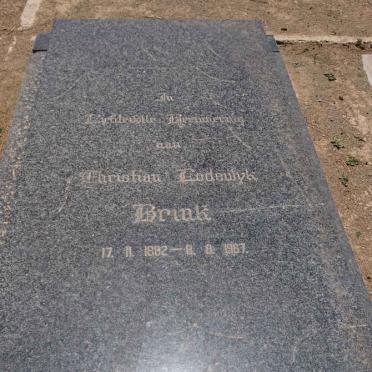 In
Liefdevolle Herinnering
aan
Christian Lodewyk
Brink
17. 11. 1882 — 8. 8. 1967.